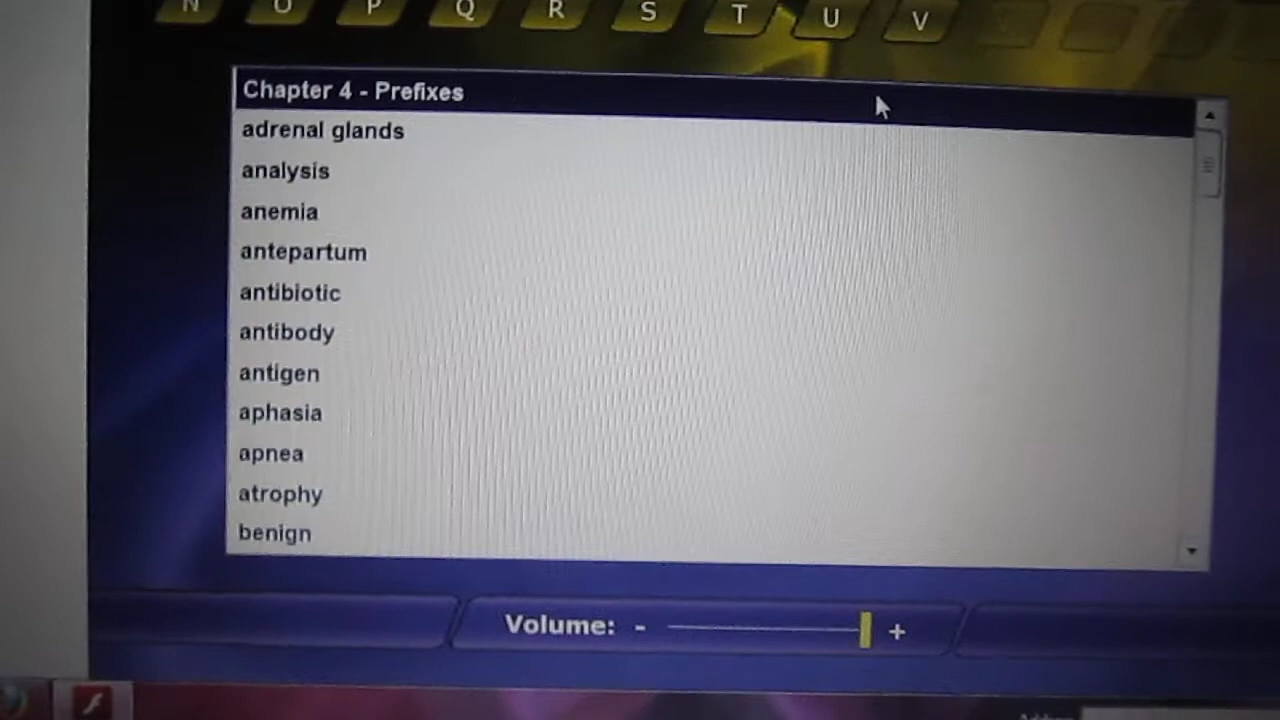 N O P Q R S T U V
Chapter 4 - Prefixes
adrenal glands
analysis
anemia
antepartum
antibiotic
antibody
antigen
aphasia
apnea
atrophy
benign
Volume: - +